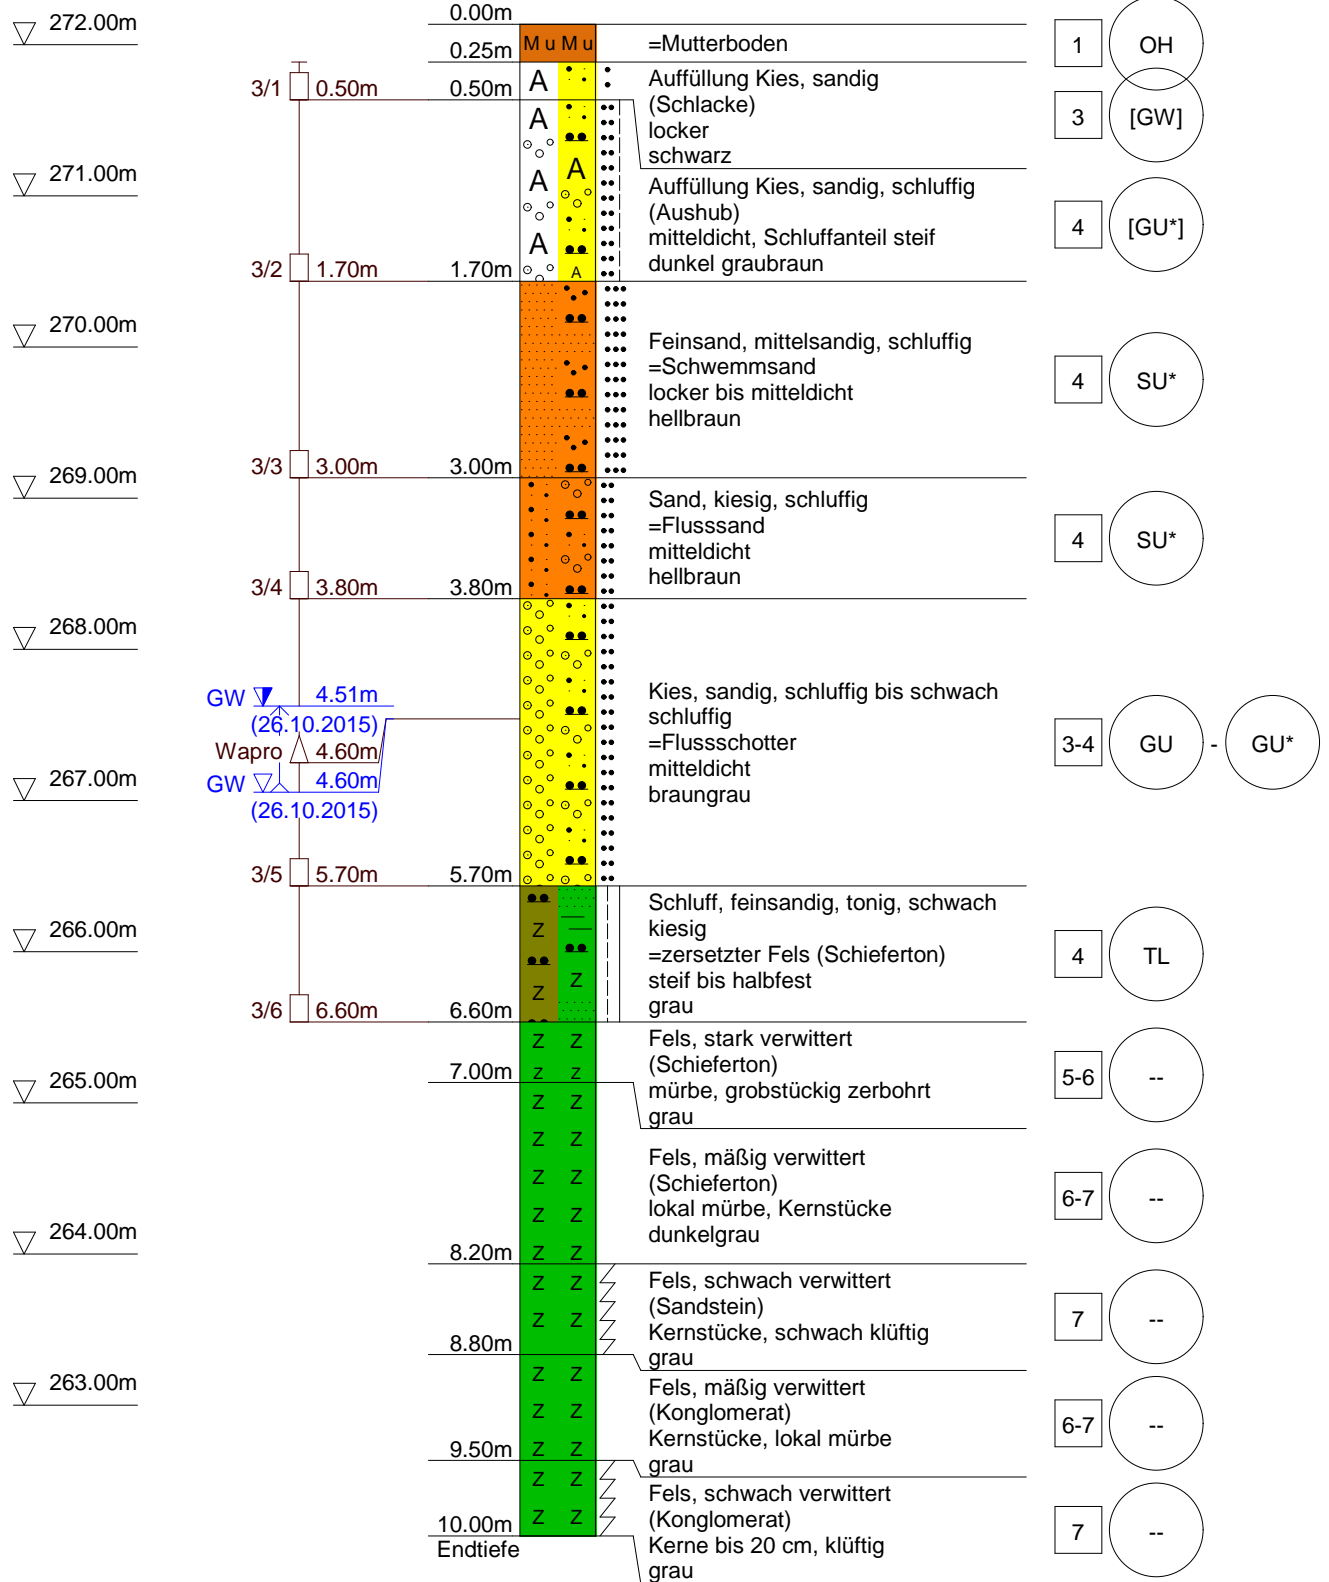 272.00m
271.00m
270.00m
269.00m
268.00m
267.00m
266.00m
265.00m
264.00m
263.00m
3/1 0.50m
3/2 1.70m
3/3 3.00m
3/4 3.80m
GW 4.51m
(26.10.2015)
Wapro 4.60m
GW 4.60m
(26.10.2015)
3/5 5.70m
3/6 6.60m
0.00m
0.25m
0.50m
1.70m
3.00m
3.80m
5.70m
6.60m
7.00m
8.20m
8.80m
9.50m
10.00m
Endtiefe
M u M u
A
A
A
A
A
A
Z
Z
Z
Z Z
Z Z
Z Z
Z Z
Z Z
Z Z
Z Z
Z Z
Z Z
Z Z
Z Z
Z Z
Z Z
Z Z
=Mutterboden
1 OH
Auffüllung Kies, sandig
(Schlacke)
locker
schwarz
3 [GW]
Auffüllung Kies, sandig, schluffig
(Aushub)
mitteldicht, Schluffanteil steif
dunkel graubraun
4 [GU*]
Feinsand, mittelsandig, schluffig
=Schwemmsand
locker bis mitteldicht
hellbraun
4 SU*
Sand, kiesig, schluffig
=Flusssand
mitteldicht
hellbraun
4 SU*
Kies, sandig, schluffig bis schwach
schluffig
=Flussschotter
mitteldicht
braungrau
3-4 GU - GU*
Schluff, feinsandig, tonig, schwach
kiesig
=zersetzter Fels (Schieferton)
steif bis halbfest
grau
4 TL
Fels, stark verwittert
(Schieferton)
mürbe, grobstückig zerbohrt
grau
5-6 --
Fels, mäßig verwittert
(Schieferton)
lokal mürbe, Kernstücke
dunkelgrau
6-7 --
Fels, schwach verwittert
(Sandstein)
Kernstücke, schwach klüftig
grau
7 --
Fels, mäßig verwittert
(Konglomerat)
Kernstücke, lokal mürbe
grau
6-7 --
Fels, schwach verwittert
(Konglomerat)
Kerne bis 20 cm, klüftig
grau
7 --